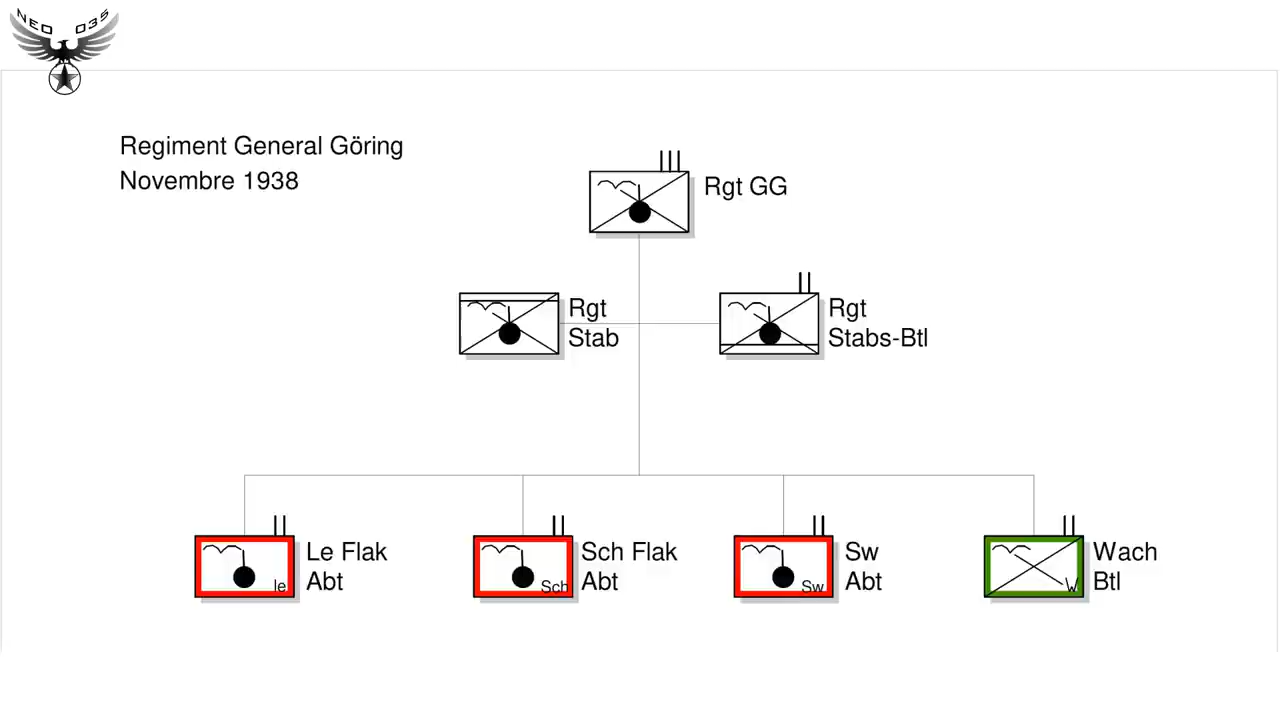 NEO 035
Regiment General Göring
Novembre 1938
Rgt GG
Rgt
Stab
Rgt
Stabs-Btl
le
Le Flak
Abt
Sch
Sch Flak
Abt
Sw
Sw
Abt
W
Wach
Btl